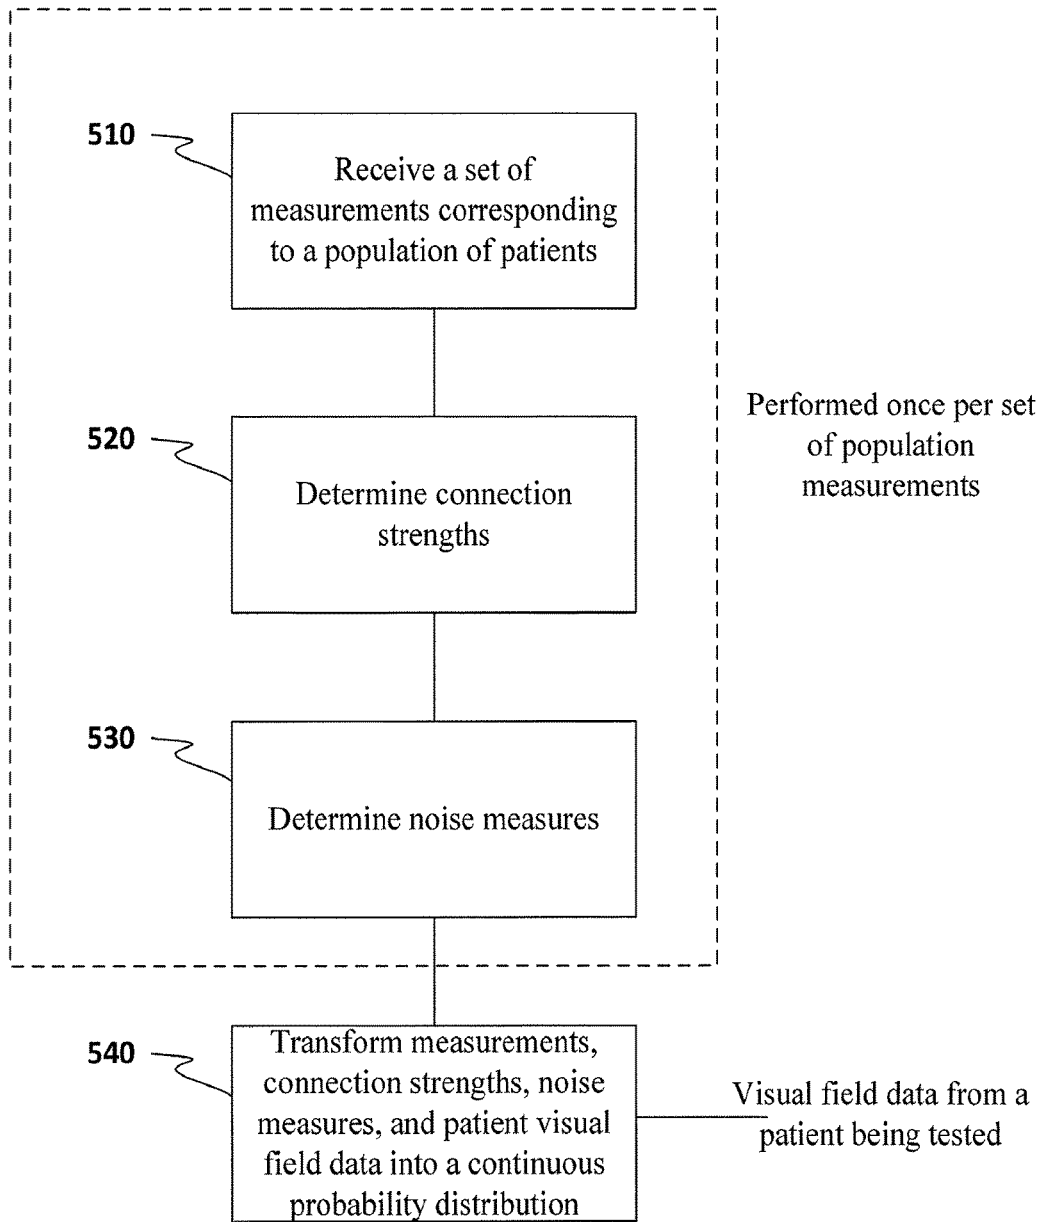 510
Receive a set of
measurements corresponding
to a population of patients
520
Determine connection
strengths
Performed once per set
of population
measurements
530
Determine noise measures
540
Transform measurements,
connection strengths, noise
measures, and patient visual
field data into a continuous
probability distribution
Visual field data from a
patient being tested